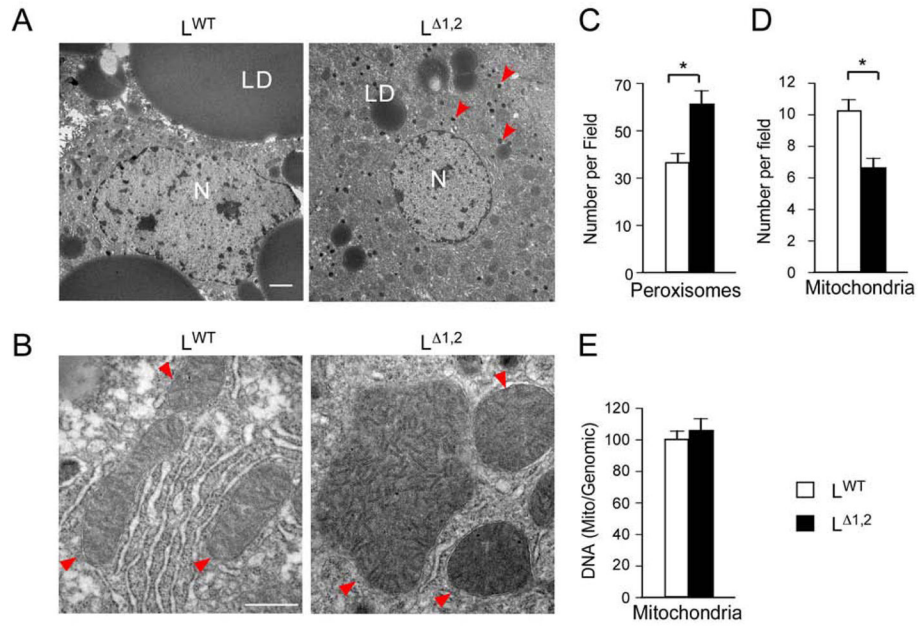 A
L^WT
L^Δ1,2
LD
N
LD
N
B
L^WT
L^Δ1,2
C
Number per Field
70
50
30
10
0
*
Peroxisomes
D
Number per field
12
10
8
6
4
2
0
*
Mitochondria
E
DNA (Mito/Genomic)
120
100
80
60
40
20
0
Mitochondria
L^WT
L^Δ1,2